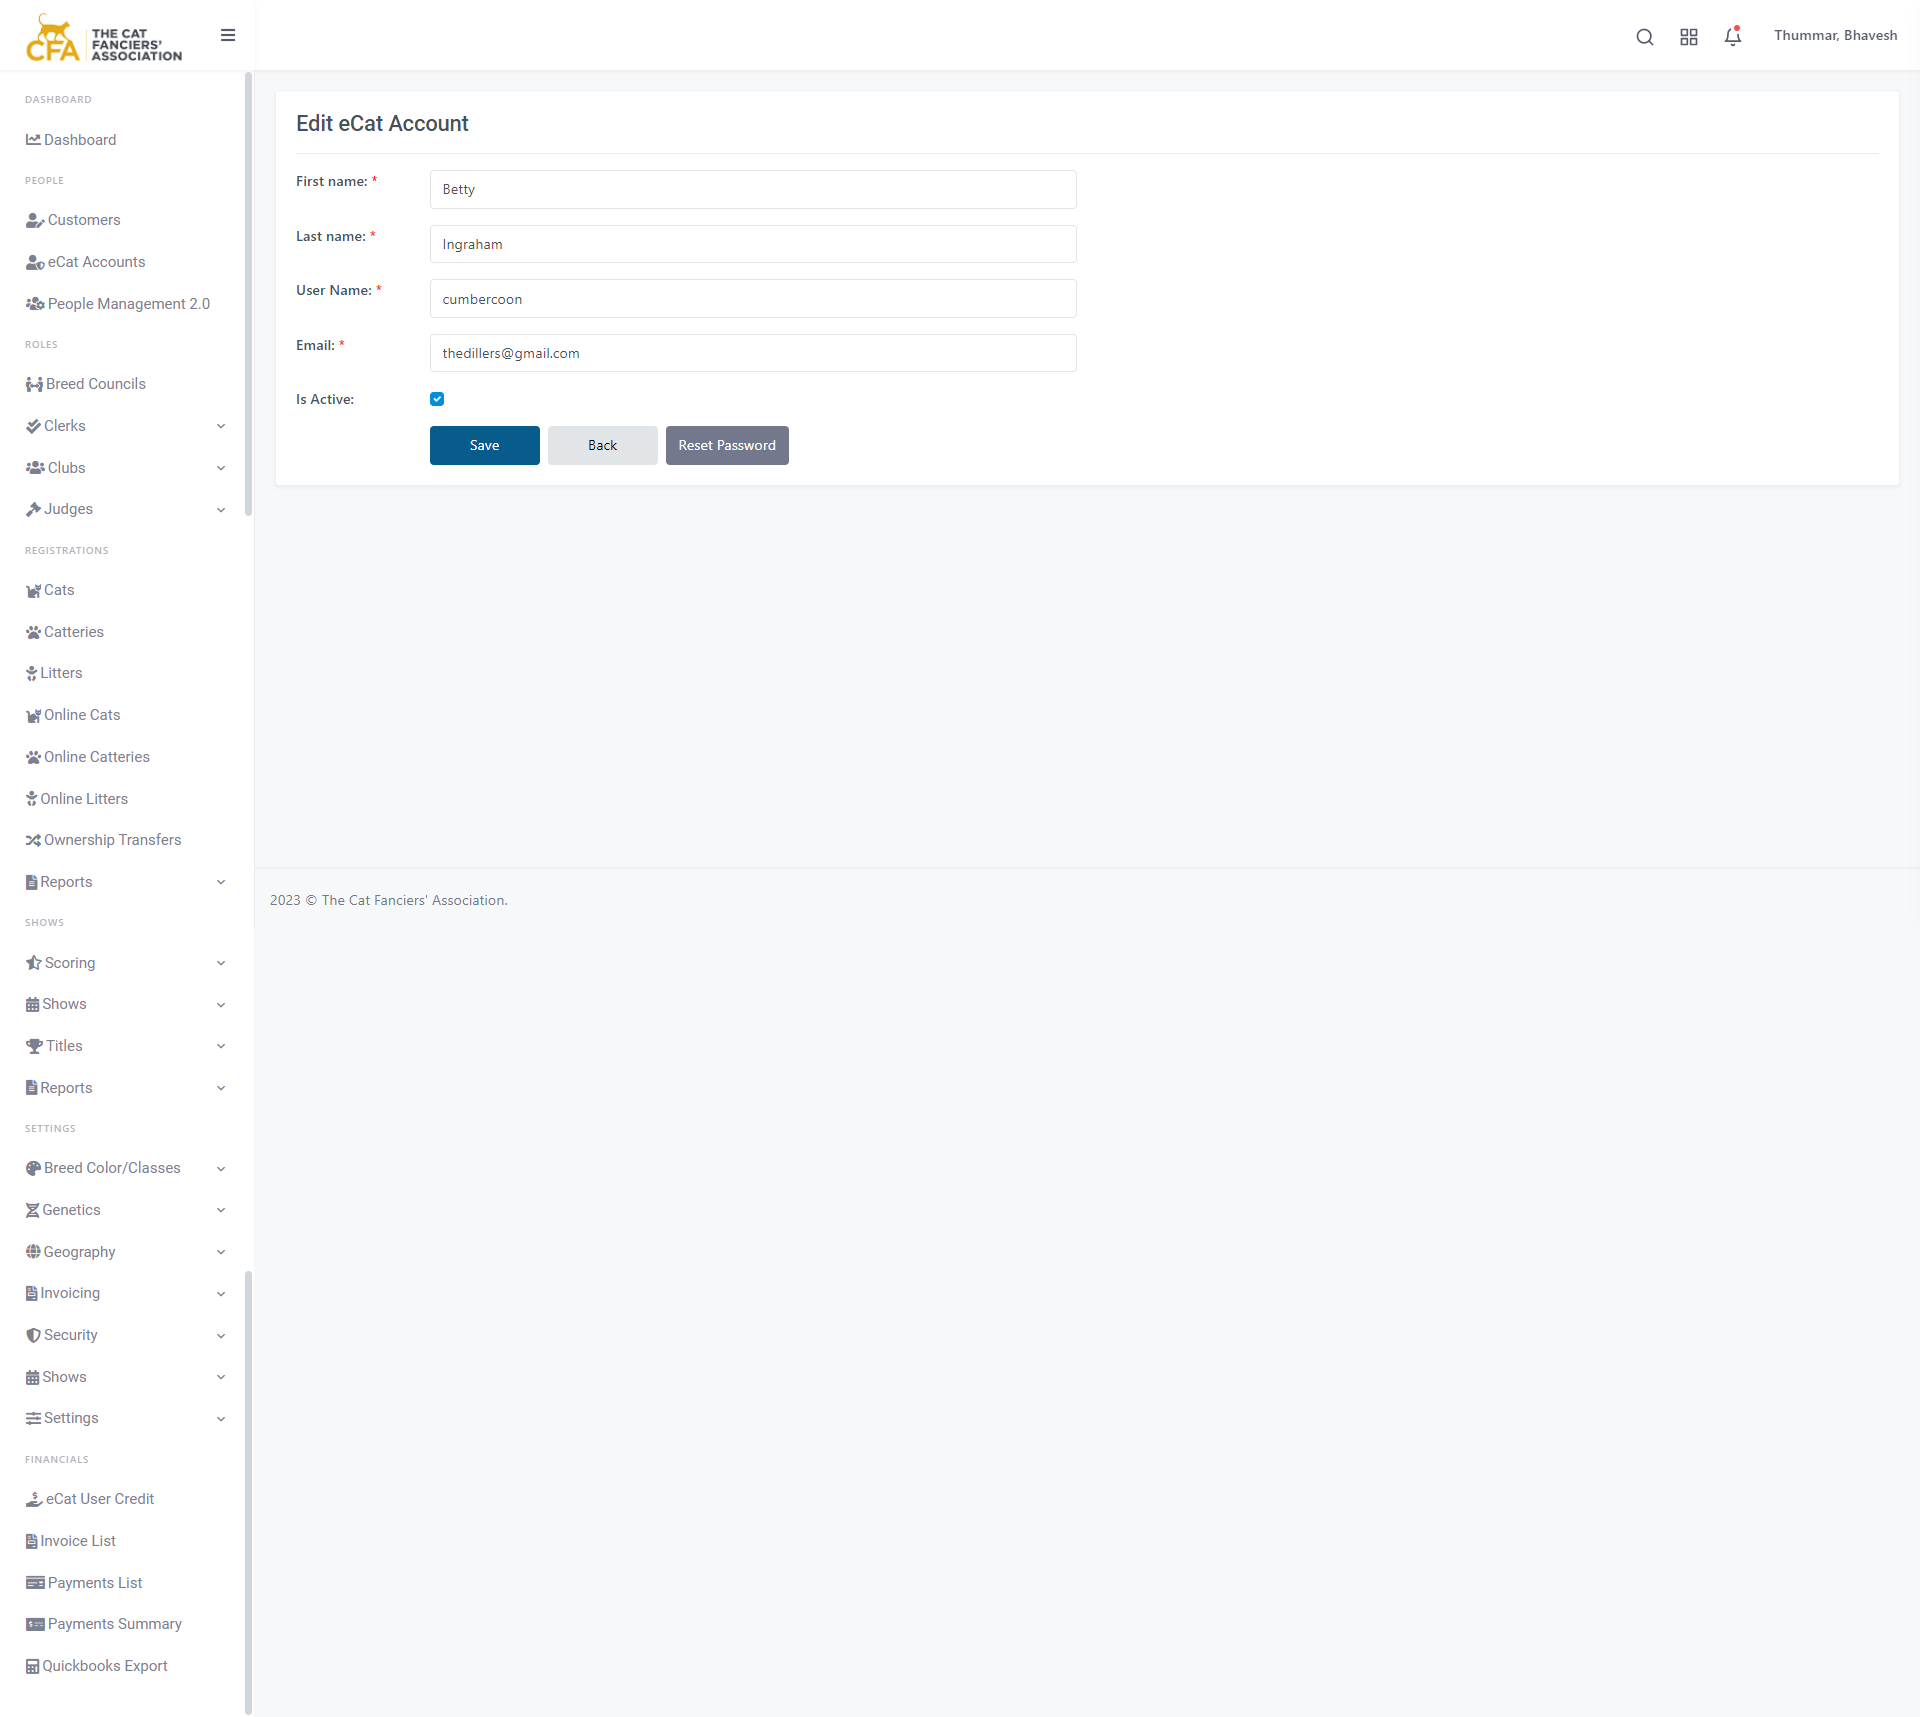 CFA
THE CAT
FANCIERS'
ASSOCIATION
Thummar, Bhavesh
DASHBOARD
Dashboard
PEOPLE
Customers
eCat Accounts
People Management 2.0
ROLES
Breed Councils
Clerks
Clubs
Judges
REGISTRATIONS
Cats
Catteries
Litters
Online Cats
Online Catteries
Online Litters
Ownership Transfers
Reports
SHOWS
Scoring
Shows
Titles
Reports
SETTINGS
Breed Color/Classes
Genetics
Geography
Invoicing
Security
Shows
Settings
FINANCIALS
eCat User Credit
Invoice List
Payments List
Payments Summary
Quickbooks Export
Edit eCat Account
First name: * Betty
Last name: * Ingraham
User Name: * cumbercoon
Email: * thedillers@gmail.com
Is Active:
Save Back Reset Password
2023 © The Cat Fanciers' Association.